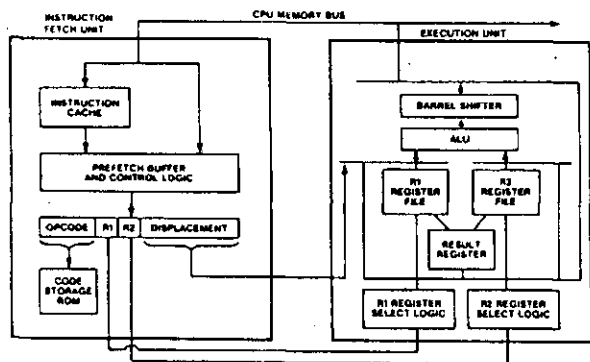 INSTRUCTION
FETCH UNIT
CPU MEMORY BUS
EXECUTION UNIT
INSTRUCTION
CACHE
PREFETCH BUFFER
AND CONTROL LOGIC
OPCODE R1 R2 DISPLACEMENT
CODE
STORAGE
ROM
BARREL SHIFTER
ALU
R1
REGISTER
FILE
R2
REGISTER
FILE
RESULT
REGISTER
R1 REGISTER
SELECT LOGIC
R2 REGISTER
SELECT LOGIC